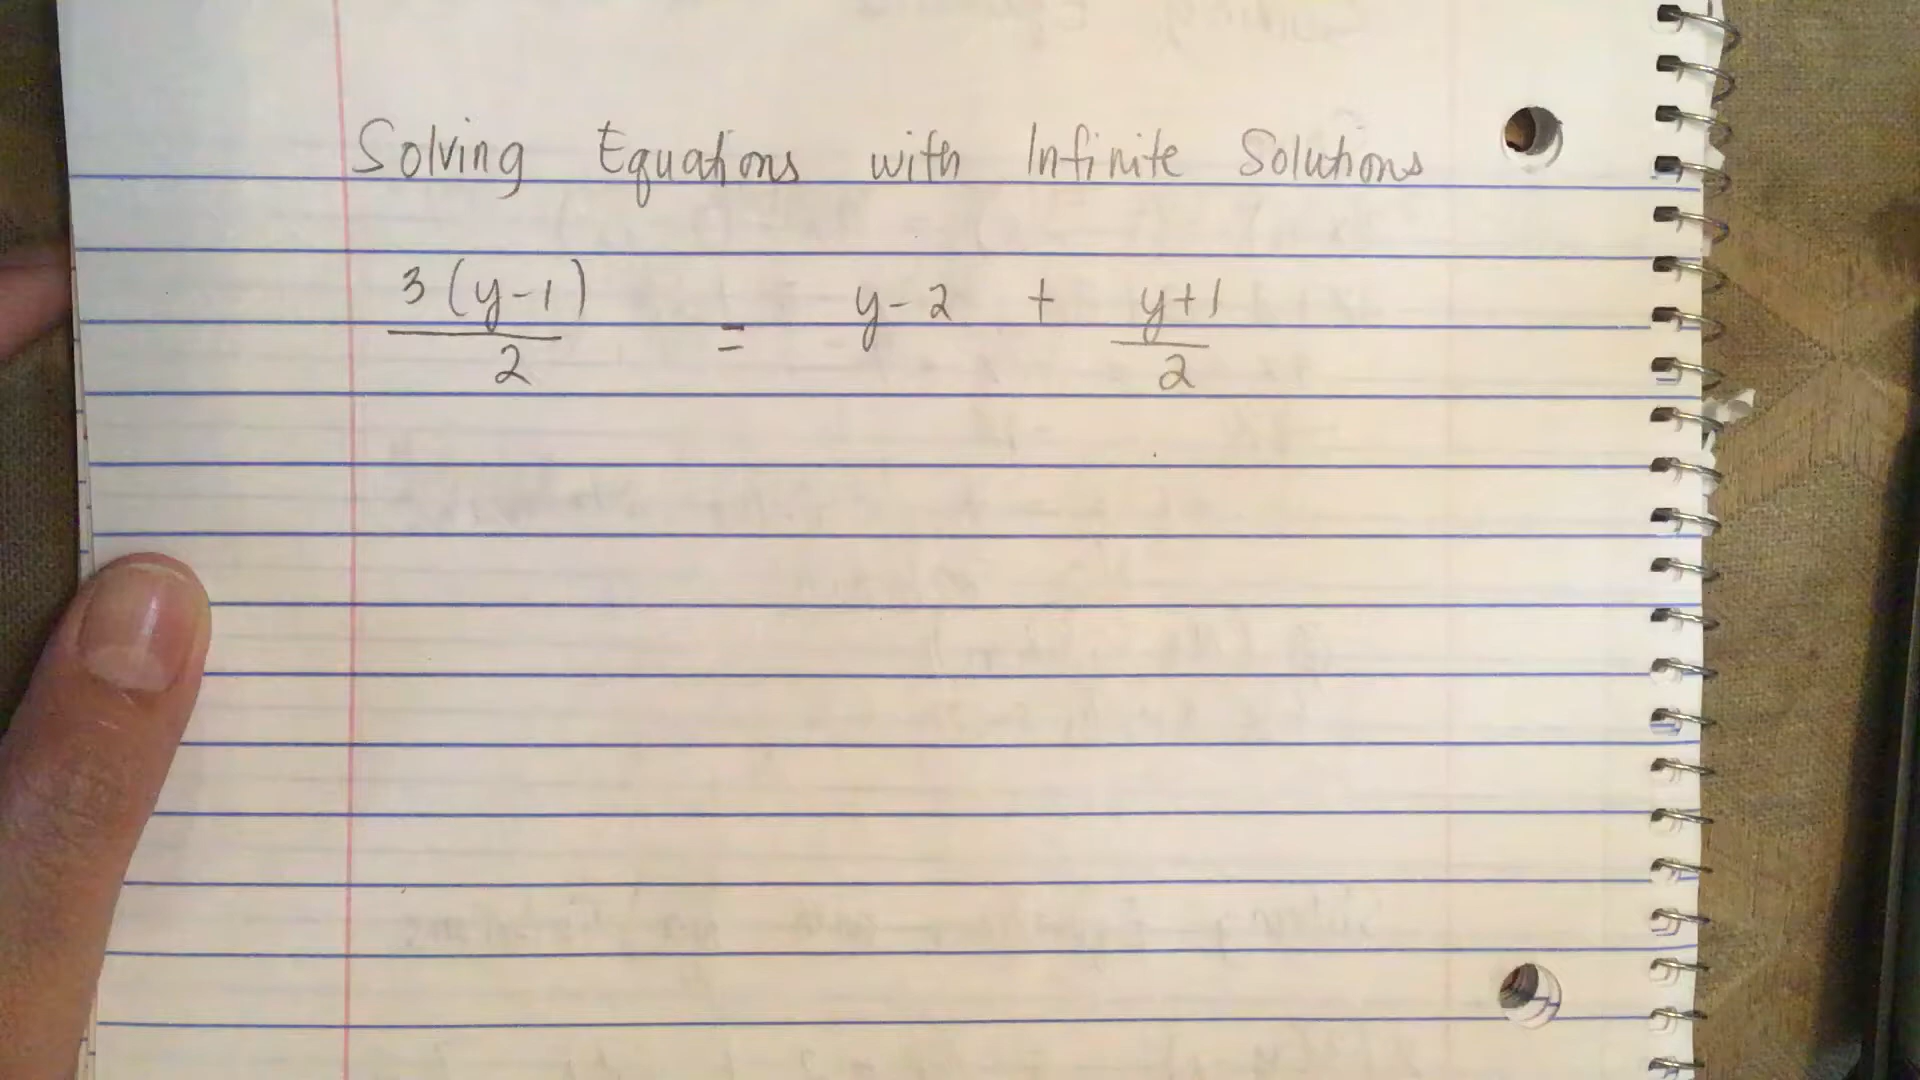 Solving Equations with Infinite Solutions
3(y-1)/2 = y-2 + y+1/2